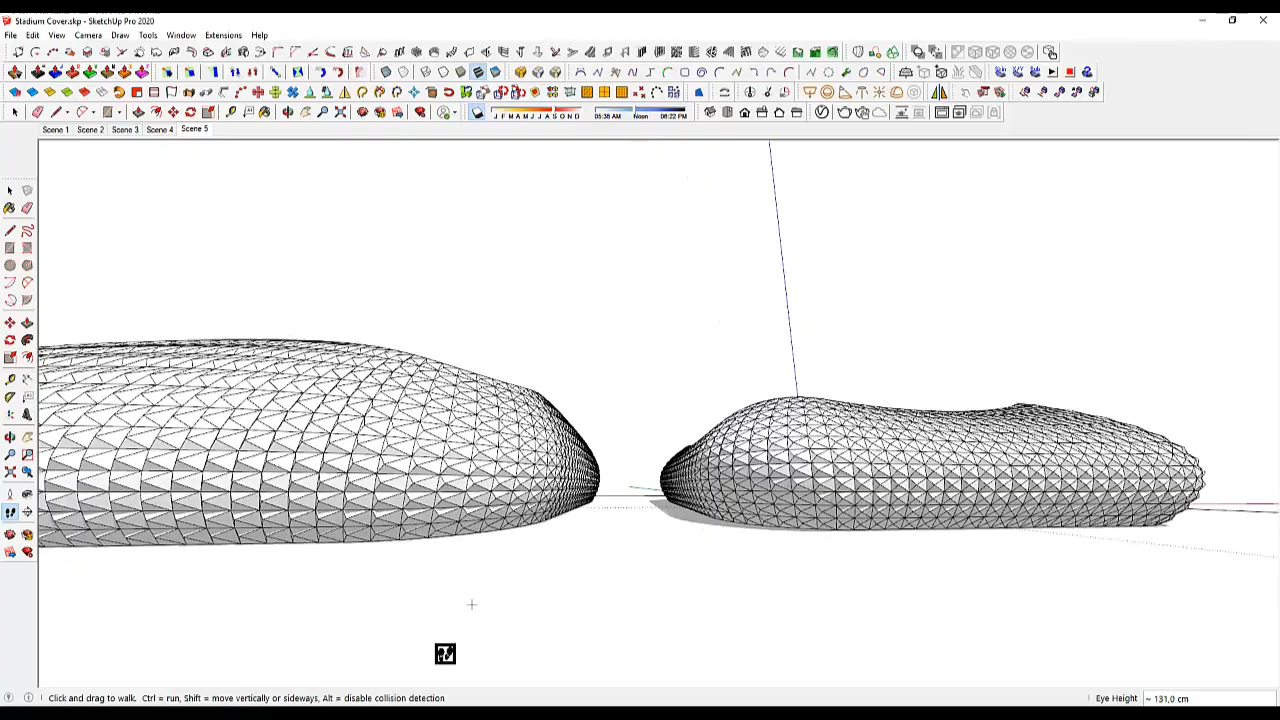 Stadium Cover.skp - SketchUp Pro 2020
File Edit View Camera Draw Tools Window Extensions Help
J F M A M J J A S O N D 05:38 AM Noon 06:22 PM
Scene 1 Scene 2 Scene 3 Scene 4 Scene 5
Click and drag to walk. Ctrl = run, Shift = move vertically or sideways, Alt = disable collision detection
Eye Height ~ 131,0 cm